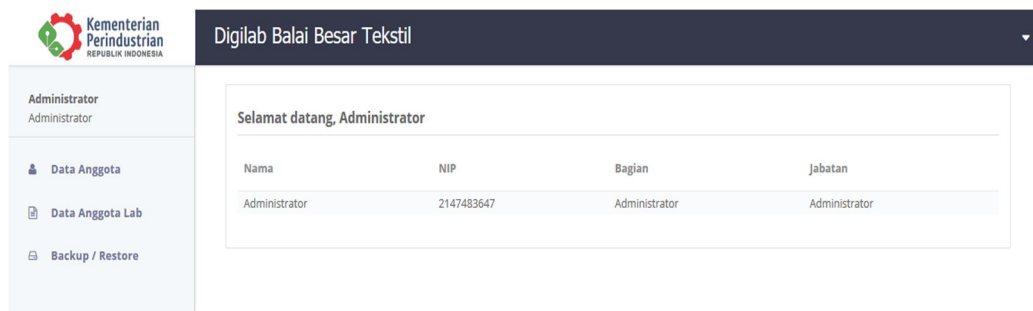 Kementerian
Perindustrian
REPUBLIK INDONESIA
Digilab Balai Besar Tekstil
Administrator
Administrator
Data Anggota
Data Anggota Lab
Backup / Restore
Selamat datang, Administrator
Nama NIP Bagian Jabatan
Administrator 2147483647 Administrator Administrator